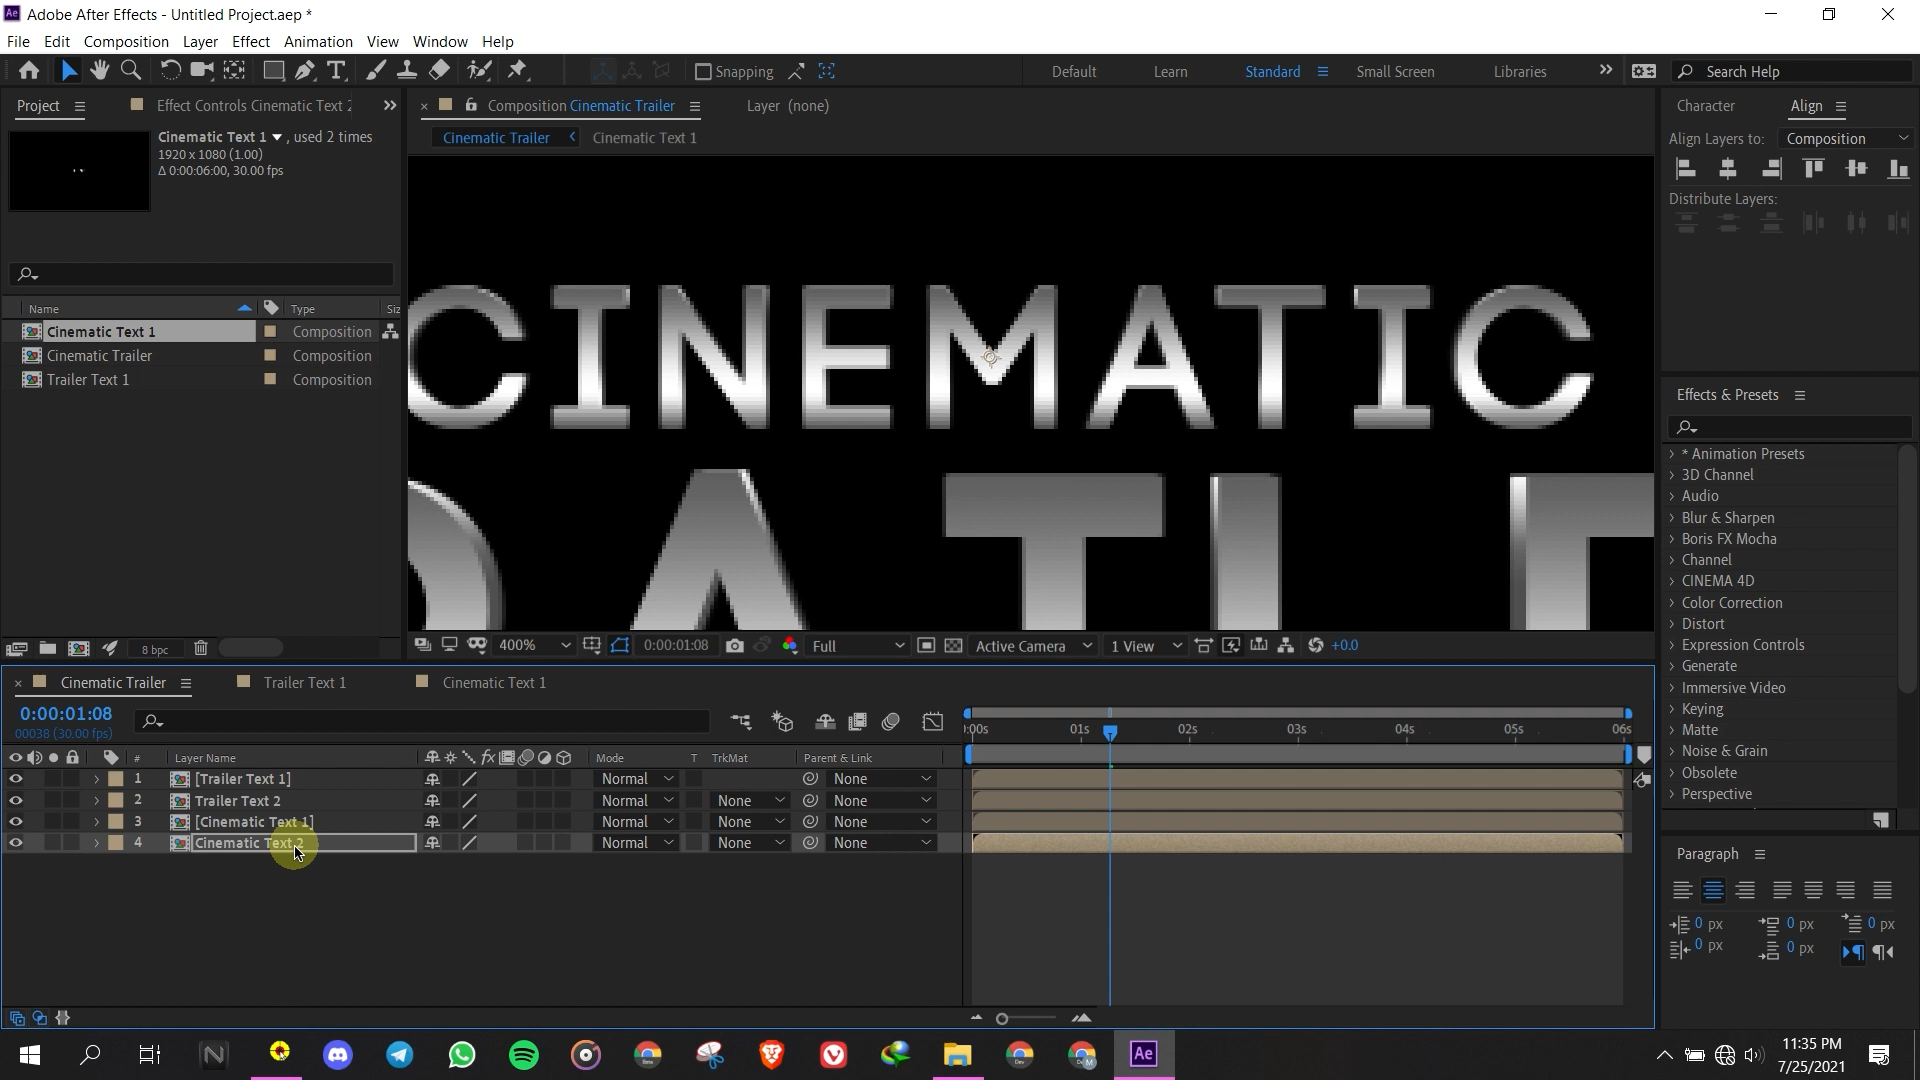 Adobe After Effects - Untitled Project.aep *
File Edit Composition Layer Effect Animation View Window Help
Snapping
Default Learn Standard Small Screen Libraries
Search Help
Project
Effect Controls Cinematic Text 2
Composition Cinematic Trailer
Layer (none)
Character
Align
Cinematic Text 1 , used 2 times
1920 x 1080 (1.00)
Δ 0:00:06:00, 30.00 fps
Cinematic Trailer
Cinematic Text 1
Align Layers to: Composition
Distribute Layers:
Name Type Siz
Cinematic Text 1 Composition
Cinematic Trailer Composition
Trailer Text 1 Composition
CINEMATIC
Effects & Presets
* Animation Presets
3D Channel
Audio
Blur & Sharpen
Boris FX Mocha
Channel
CINEMA 4D
Color Correction
Distort
Expression Controls
Generate
Immersive Video
Keying
Matte
Noise & Grain
Obsolete
Perspective
8 bpc
400% 0:00:01:08 Full Active Camera 1 View +0.0
Cinematic Trailer
Trailer Text 1
Cinematic Text 1
0:00:01:08
00038 (30.00 fps)
:00s 01s 02s 03s 04s 05s 06s
# Layer Name fx Mode T TrkMat Parent & Link
1 [Trailer Text 1] Normal None
2 Trailer Text 2 Normal None None
3 [Cinematic Text 1] Normal None None
4 Cinematic Text 2 Normal None None
Paragraph
0 px 0 px 0 px
0 px 0 px
11:35 PM
7/25/2021
Ae